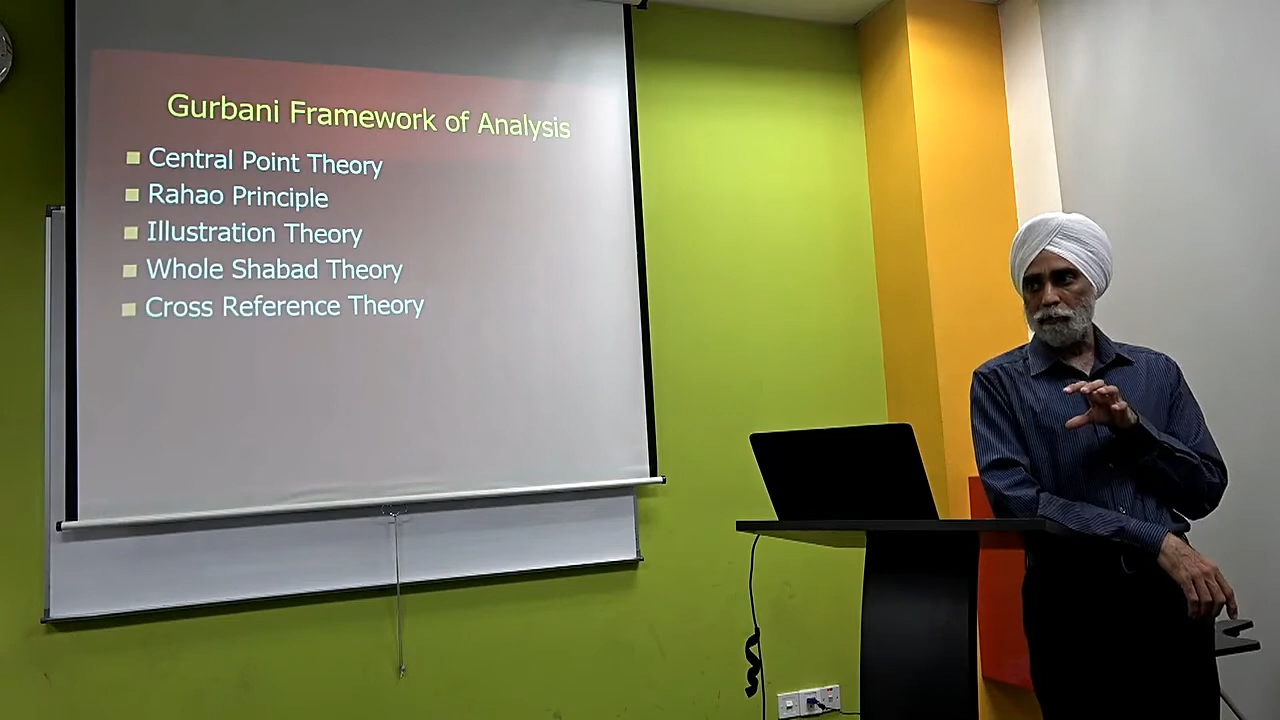 Gurbani Framework of Analysis
Central Point Theory
Rahao Principle
Illustration Theory
Whole Shabad Theory
Cross Reference Theory